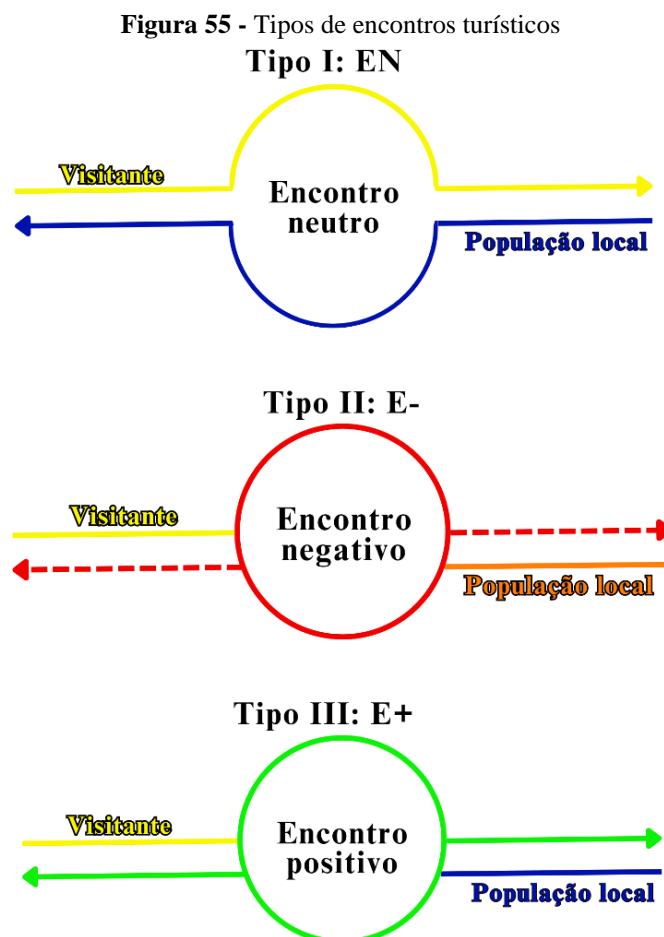 Figura 55 - Tipos de encontros turísticos
Tipo I: EN
Visitante
Encontro
neutro
População local
Tipo II: E-
Visitante
Encontro
negativo
População local
Tipo III: E+
Visitante
Encontro
positivo
População local